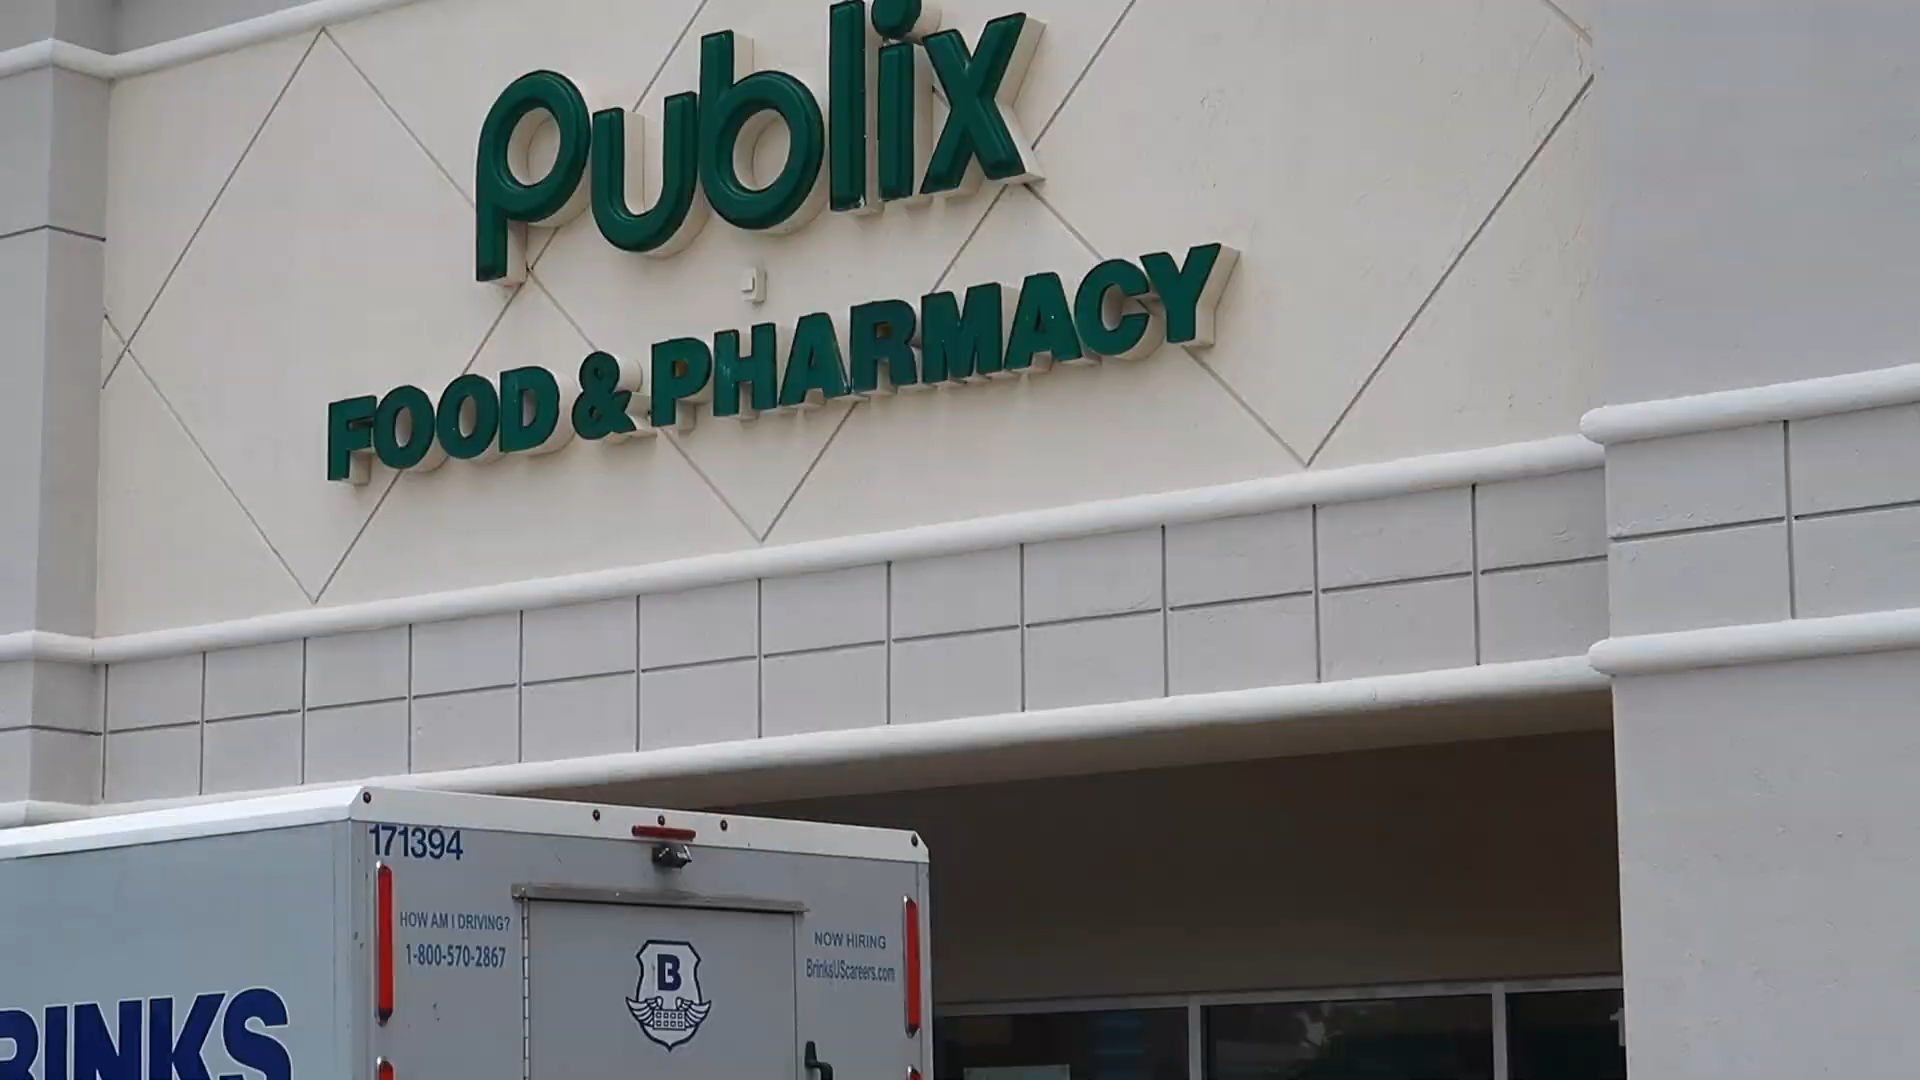 Publix
FOOD & PHARMACY
171394
HOW AM I DRIVING?
1-800-570-2867
B
NOW HIRING
BrinksUScareers.com
RINKS